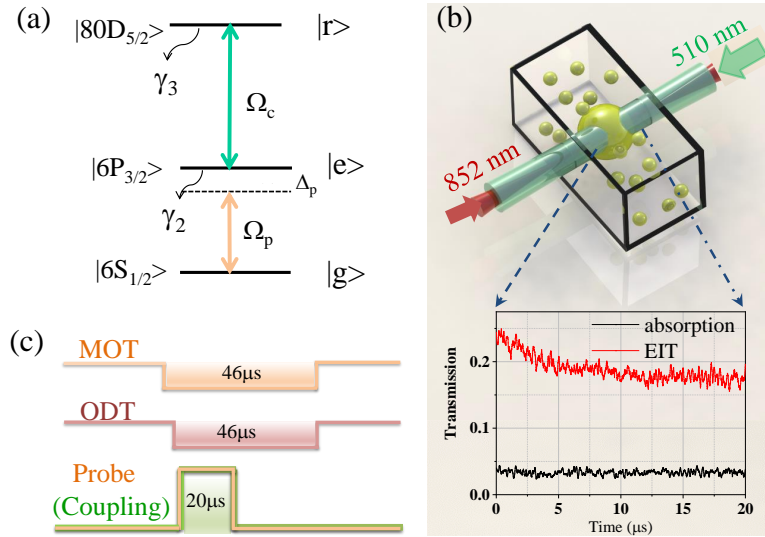 (a)
|80D5/2>
|r>
γ3
Ωc
|6P3/2>
|e>
Δp
γ2
Ωp
|6S1/2>
|g>
(b)
510 nm
852 nm
absorption
EIT
Transmission
0.2
0.1
0.0
0
5
10
15
20
Time (μs)
(c)
MOT
46μs
ODT
46μs
Probe
(Coupling)
20μs